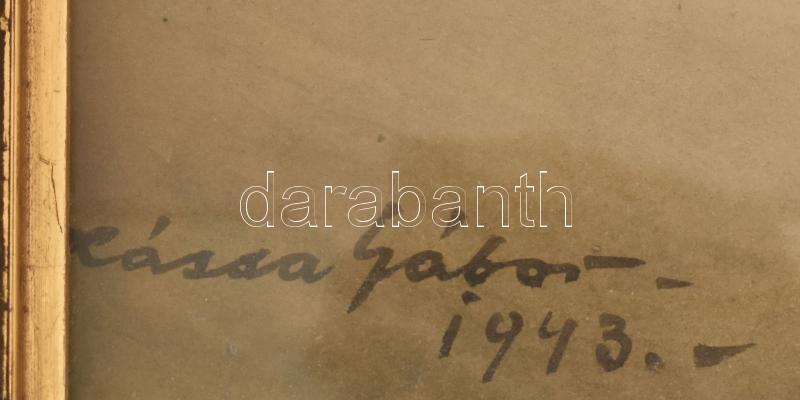 darabanth
Kássa Gábor -
1943. -